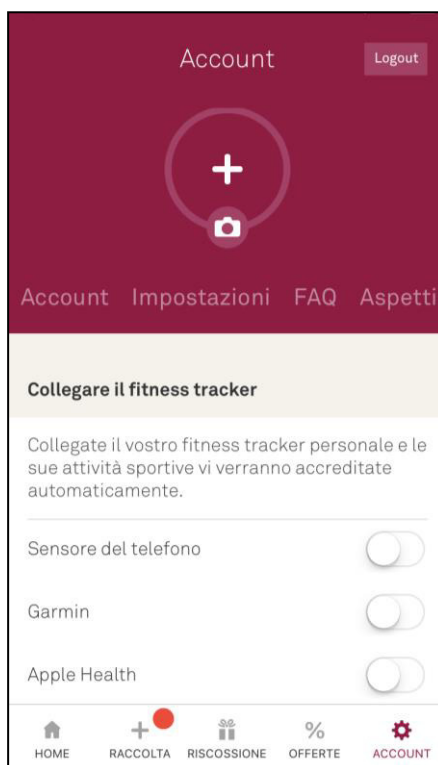 Account
Logout
Account Impostazioni FAQ Aspetti
Collegare il fitness tracker
Collegate il vostro fitness tracker personale e le
sue attività sportive vi verranno accreditate
automaticamente.
Sensore del telefono
Garmin
Apple Health
HOME RACCOLTA RISCOSSIONE OFFERTE ACCOUNT